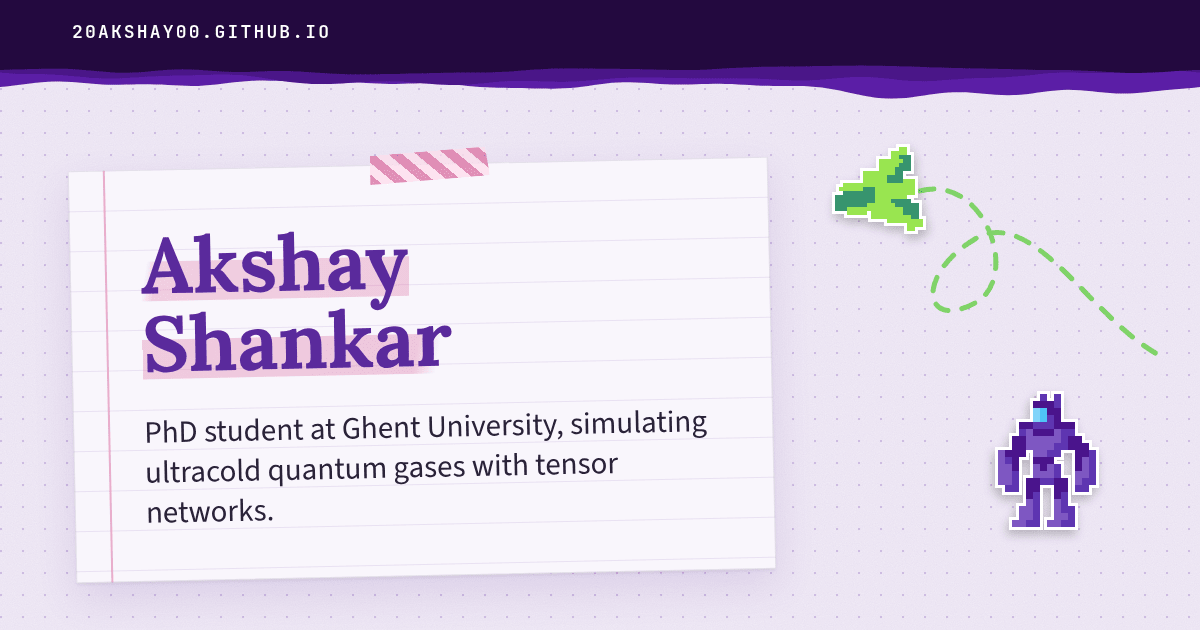 20AKSHAY00.GITHUB.IO
Akshay
Shankar
PhD student at Ghent University, simulating
ultracold quantum gases with tensor
networks.